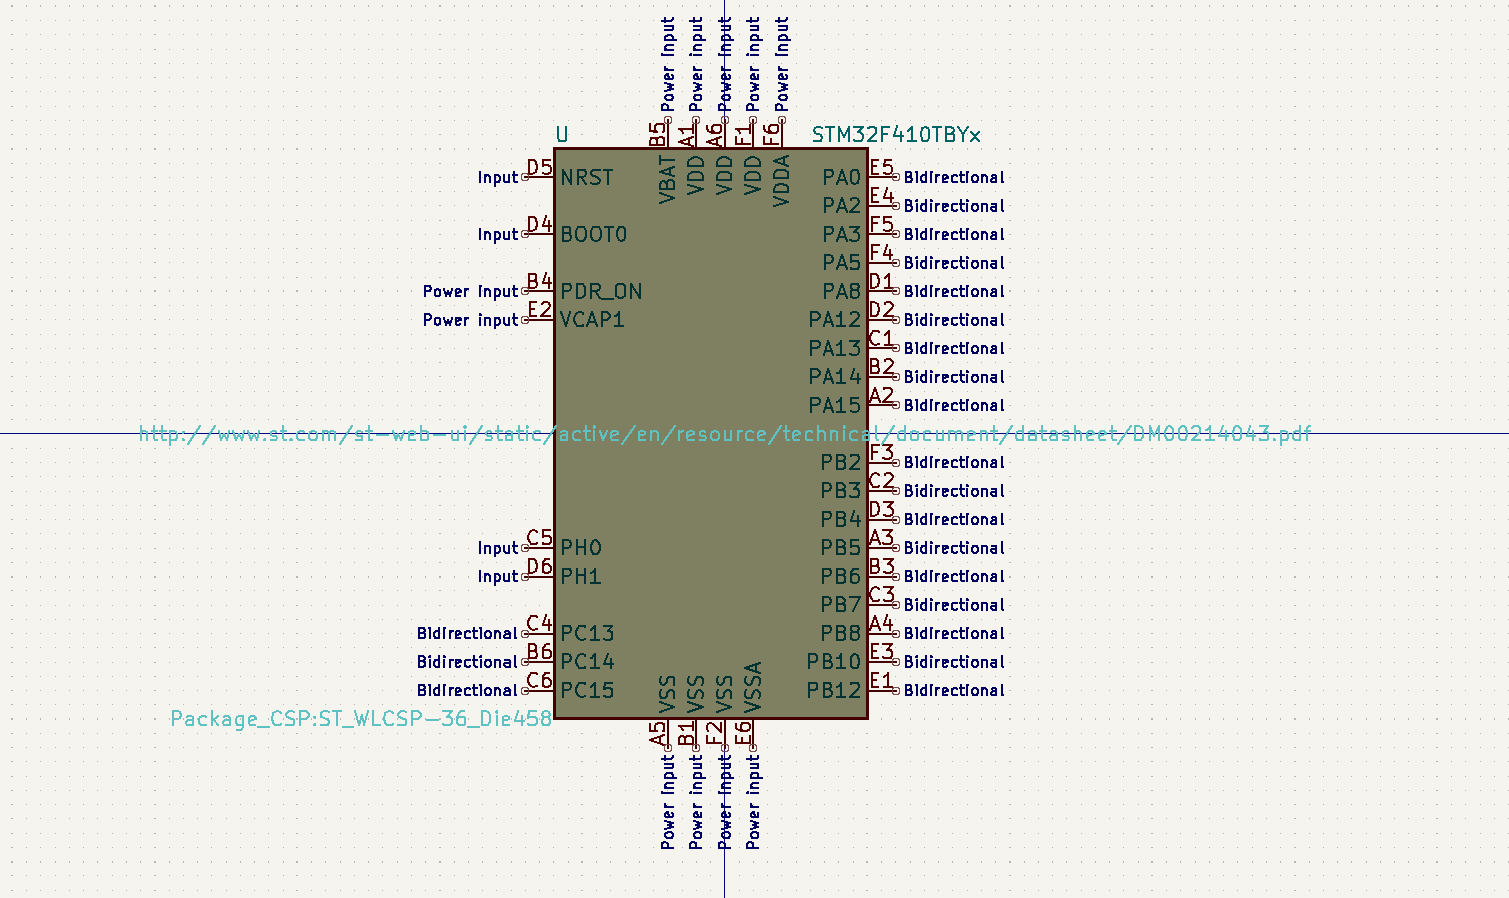 Power input Power input Power input Power input Power input
B5 A1 A6 F1 F6
U STM32F410TBYx
VBAT VDD VDD VDD VDDA
Input D5 NRST PA0 E5 Bidirectional
PA2 E4 Bidirectional
Input D4 BOOT0 PA3 F5 Bidirectional
PA5 F4 Bidirectional
Power input B4 PDR_ON PA8 D1 Bidirectional
Power input E2 VCAP1 PA12 D2 Bidirectional
PA13 C1 Bidirectional
PA14 B2 Bidirectional
PA15 A2 Bidirectional
http://www.st.com/st-web-ui/static/active/en/resource/technical/document/datasheet/DM00214043.pdf
PB2 F3 Bidirectional
PB3 C2 Bidirectional
PB4 D3 Bidirectional
Input C5 PH0 PB5 A3 Bidirectional
Input D6 PH1 PB6 B3 Bidirectional
PB7 C3 Bidirectional
Bidirectional C4 PC13 PB8 A4 Bidirectional
Bidirectional B6 PC14 PB10 E3 Bidirectional
Bidirectional C6 PC15 PB12 E1 Bidirectional
VSS VSS VSS VSSA
Package_CSP:ST_WLCSP-36_Die458
A5 B1 F2 E6
Power input Power input Power input Power input